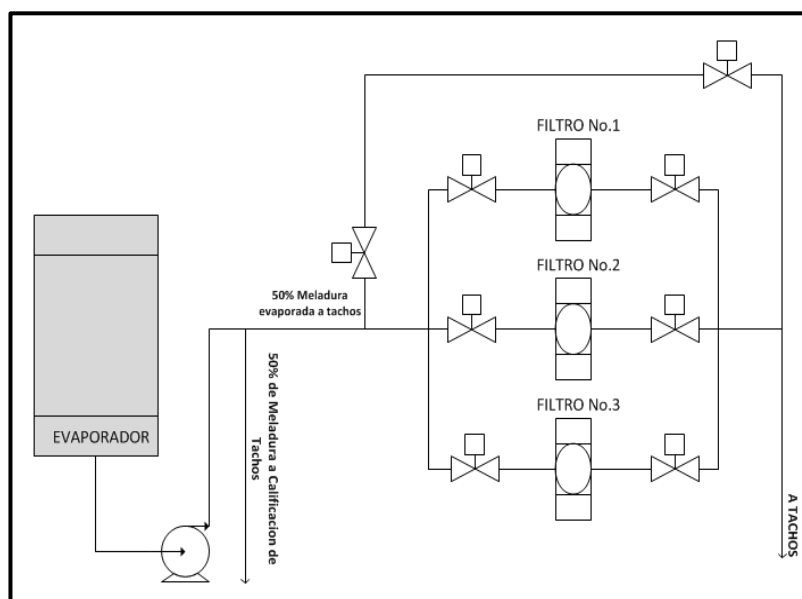 FILTRO No.1
FILTRO No.2
50% Meladura
evaporada a tachos
FILTRO No.3
EVAPORADOR
50% de Meladura a Calificacion de
Tachos
A TACHOS